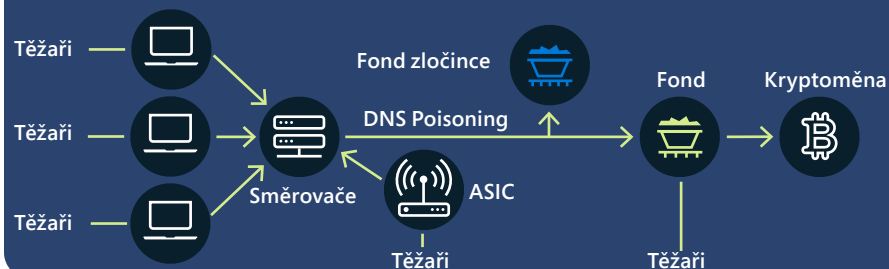 Těžaři
Fond zločince
Fond
Kryptoměna
Těžaři
DNS Poisoning
Směrovače
ASIC
Těžaři
Těžaři
Těžaři